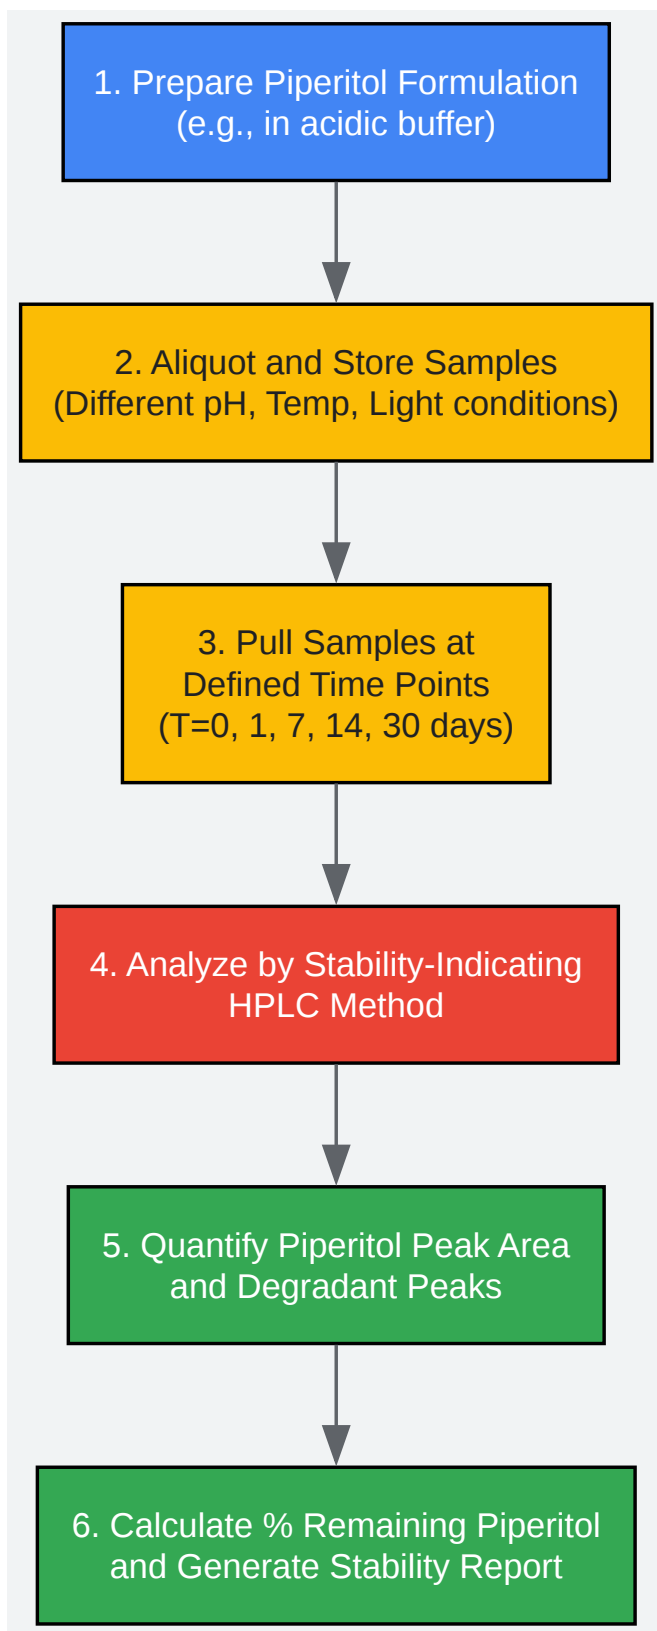 1. Prepare Piperitol Formulation
(e.g., in acidic buffer)
2. Aliquot and Store Samples
(Different pH, Temp, Light conditions)
3. Pull Samples at
Defined Time Points
(T=0, 1, 7, 14, 30 days)
4. Analyze by Stability-Indicating
HPLC Method
5. Quantify Piperitol Peak Area
and Degradant Peaks
6. Calculate % Remaining Piperitol
and Generate Stability Report